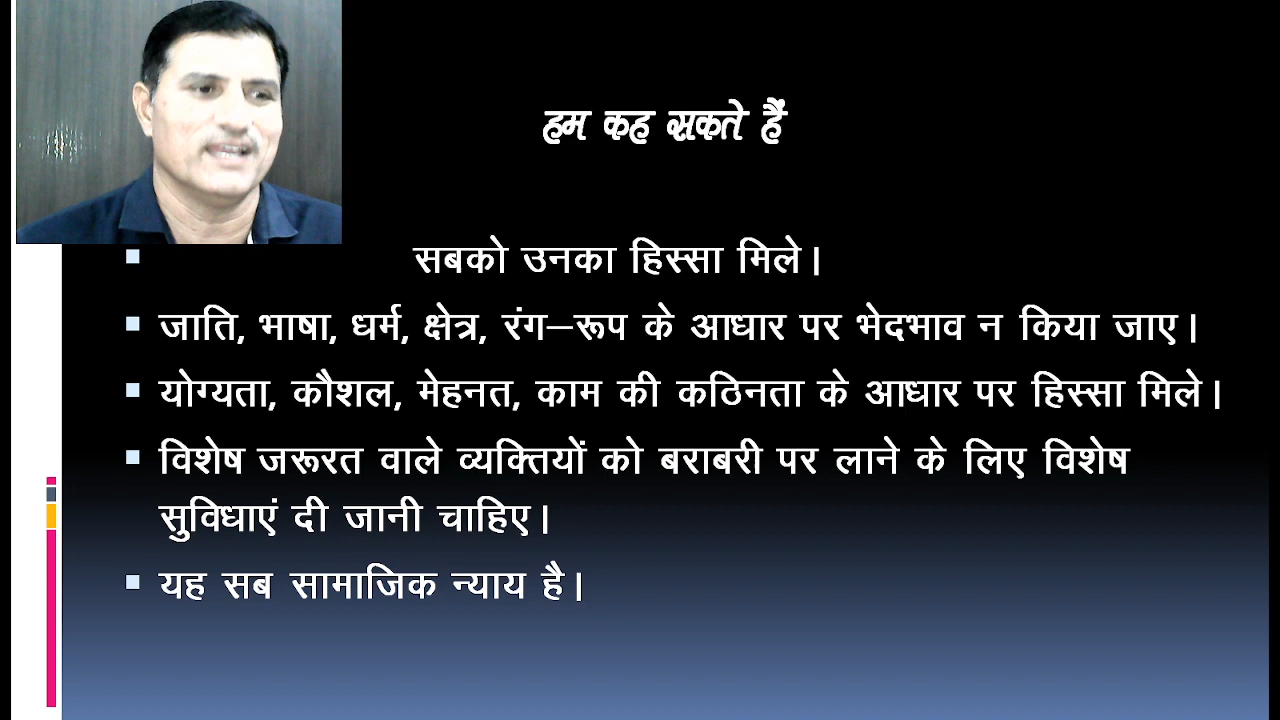 हम कह सकते हैं
सबको उनका हिस्सा मिले।
जाति, भाषा, धर्म, क्षेत्र, रंग–रूप के आधार पर भेदभाव न किया जाए।
योग्यता, कौशल, मेहनत, काम की कठिनता के आधार पर हिस्सा मिले।
विशेष जरूरत वाले व्यक्तियों को बराबरी पर लाने के लिए विशेष
सुविधाएं दी जानी चाहिए।
यह सब सामाजिक न्याय है।